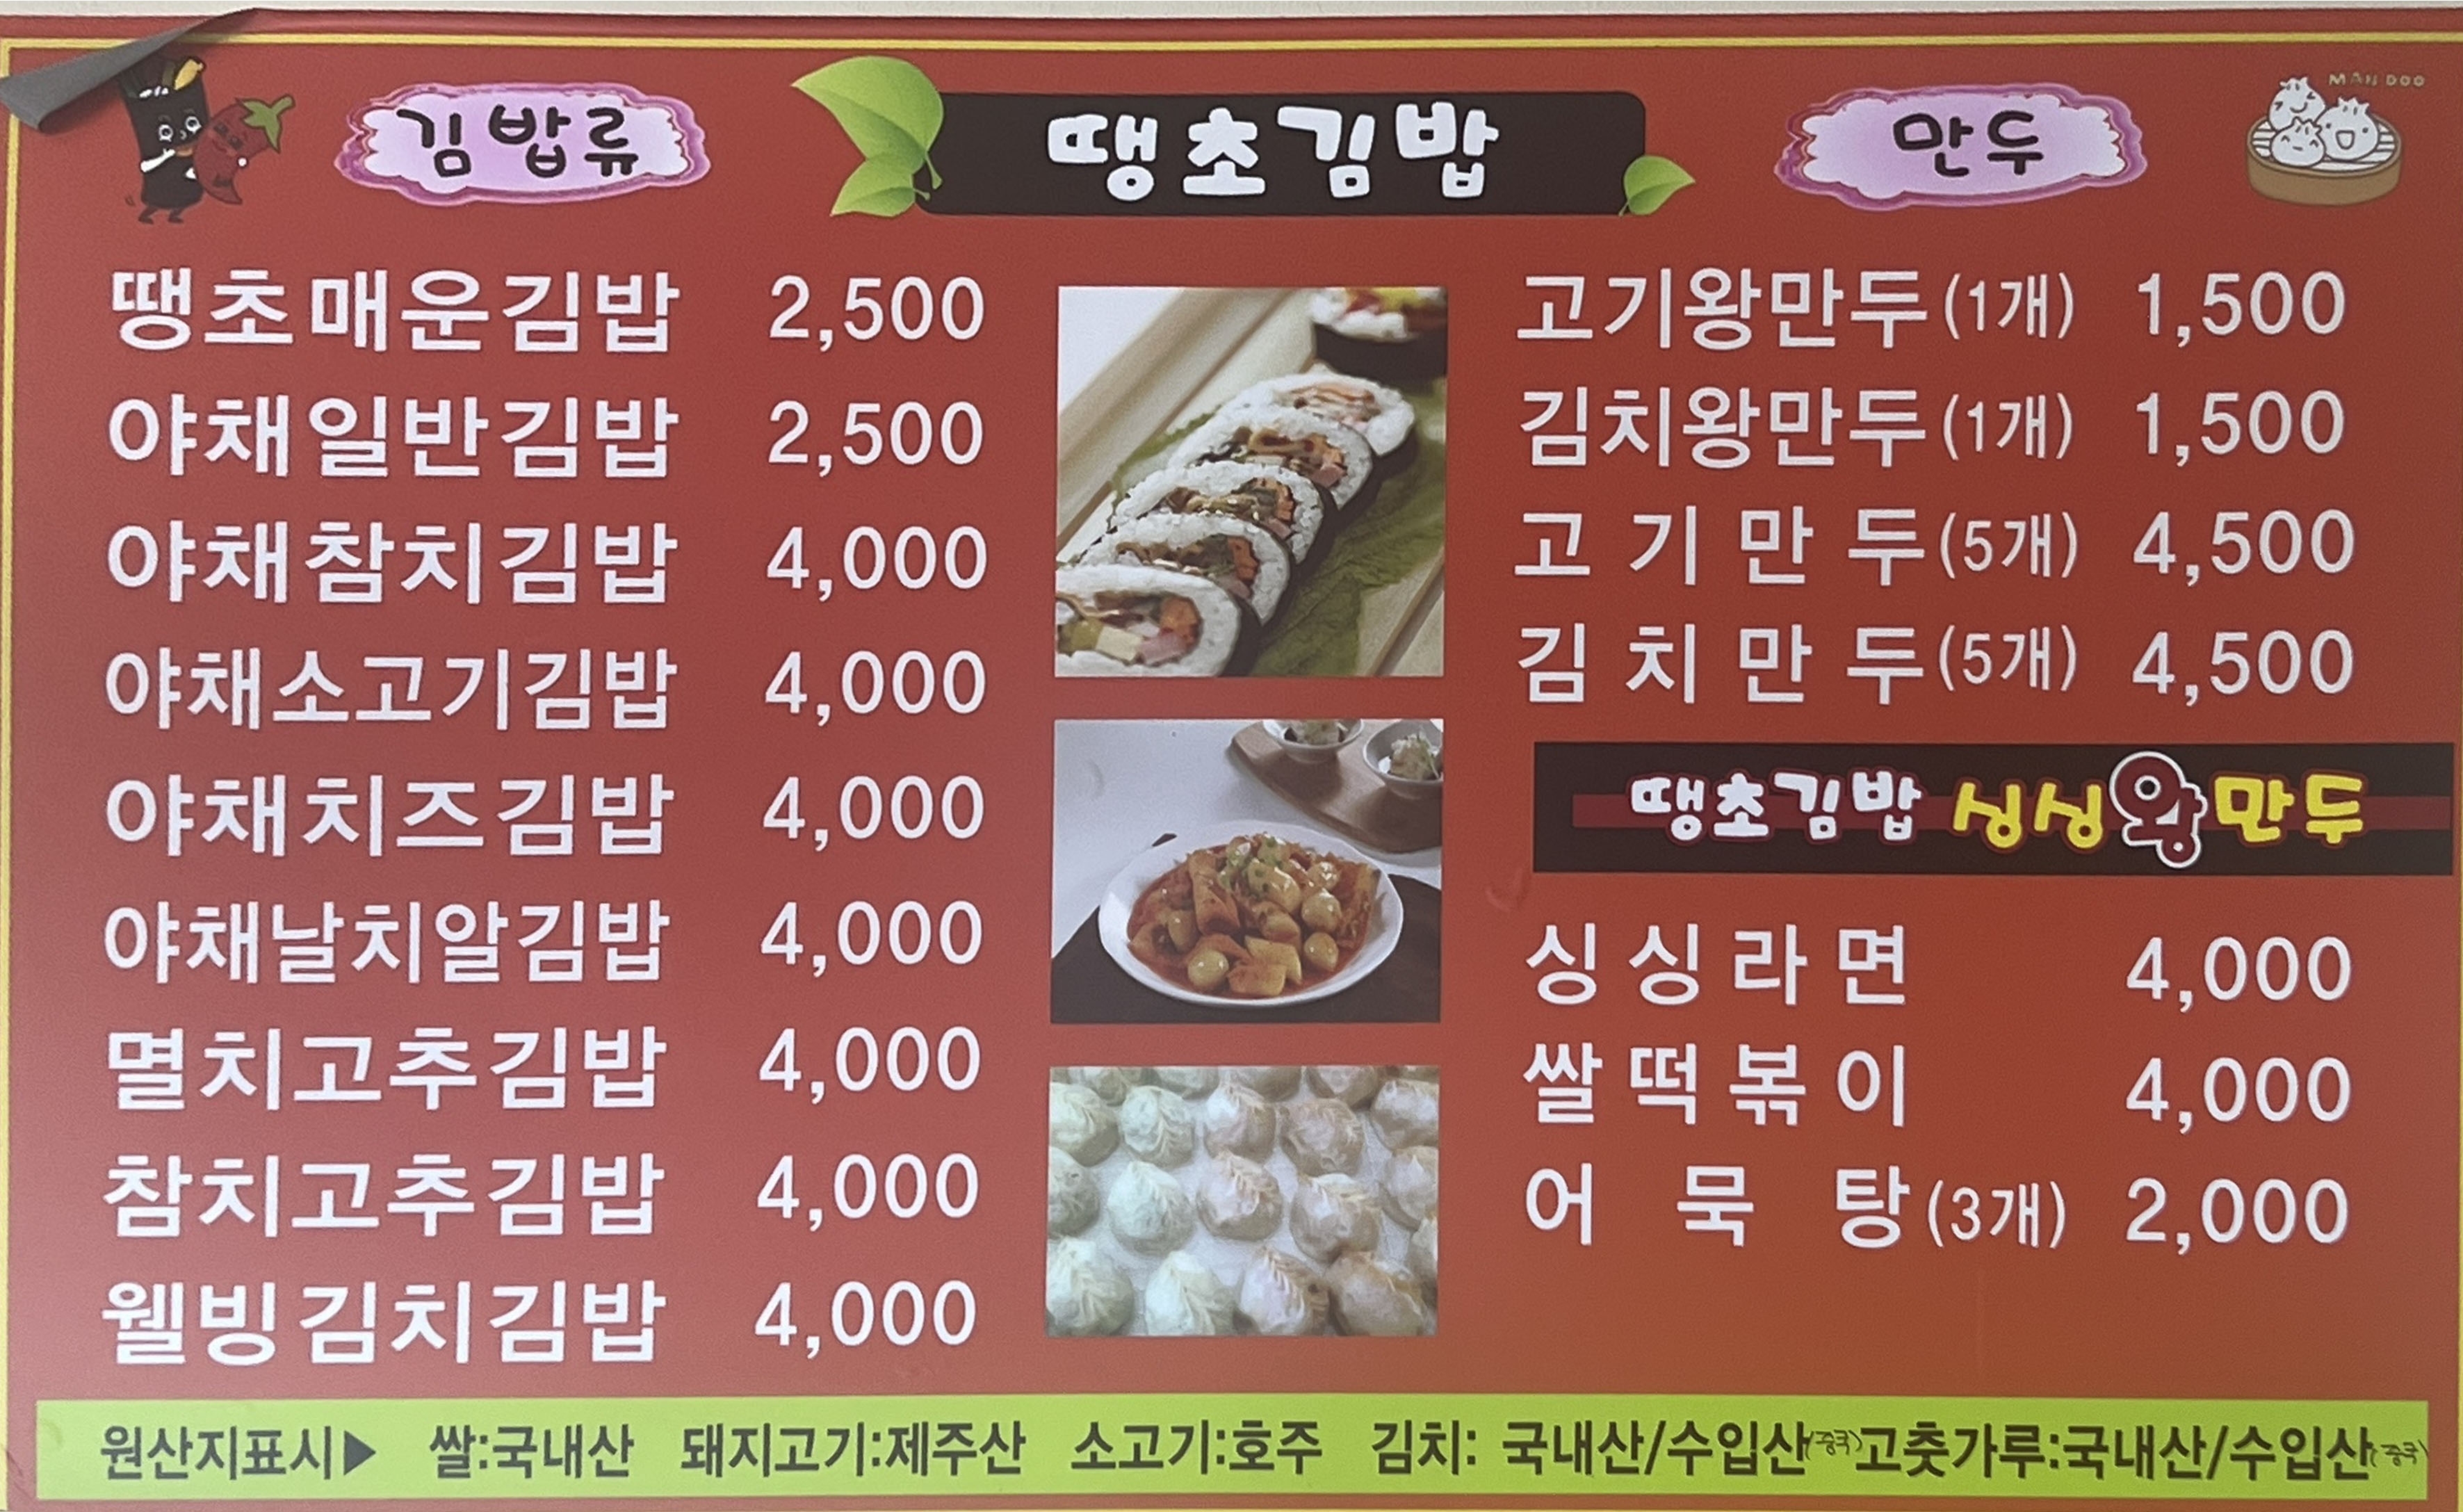 김밥류
땡초김밥
만두
MAN DOO
땡초매운김밥 2,500
야채일반김밥 2,500
야채참치김밥 4,000
야채소고기김밥 4,000
야채치즈김밥 4,000
야채날치알김밥 4,000
멸치고추김밥 4,000
참치고추김밥 4,000
웰빙김치김밥 4,000
고기왕만두(1개) 1,500
김치왕만두(1개) 1,500
고기만두(5개) 4,500
김치만두(5개) 4,500
땡초김밥 싱싱왕만두
싱싱라면 4,000
쌀떡볶이 4,000
어묵탕(3개) 2,000
원산지표시▶ 쌀:국내산 돼지고기:제주산 소고기:호주 김치: 국내산/수입산(중국) 고춧가루:국내산/수입산(중국)